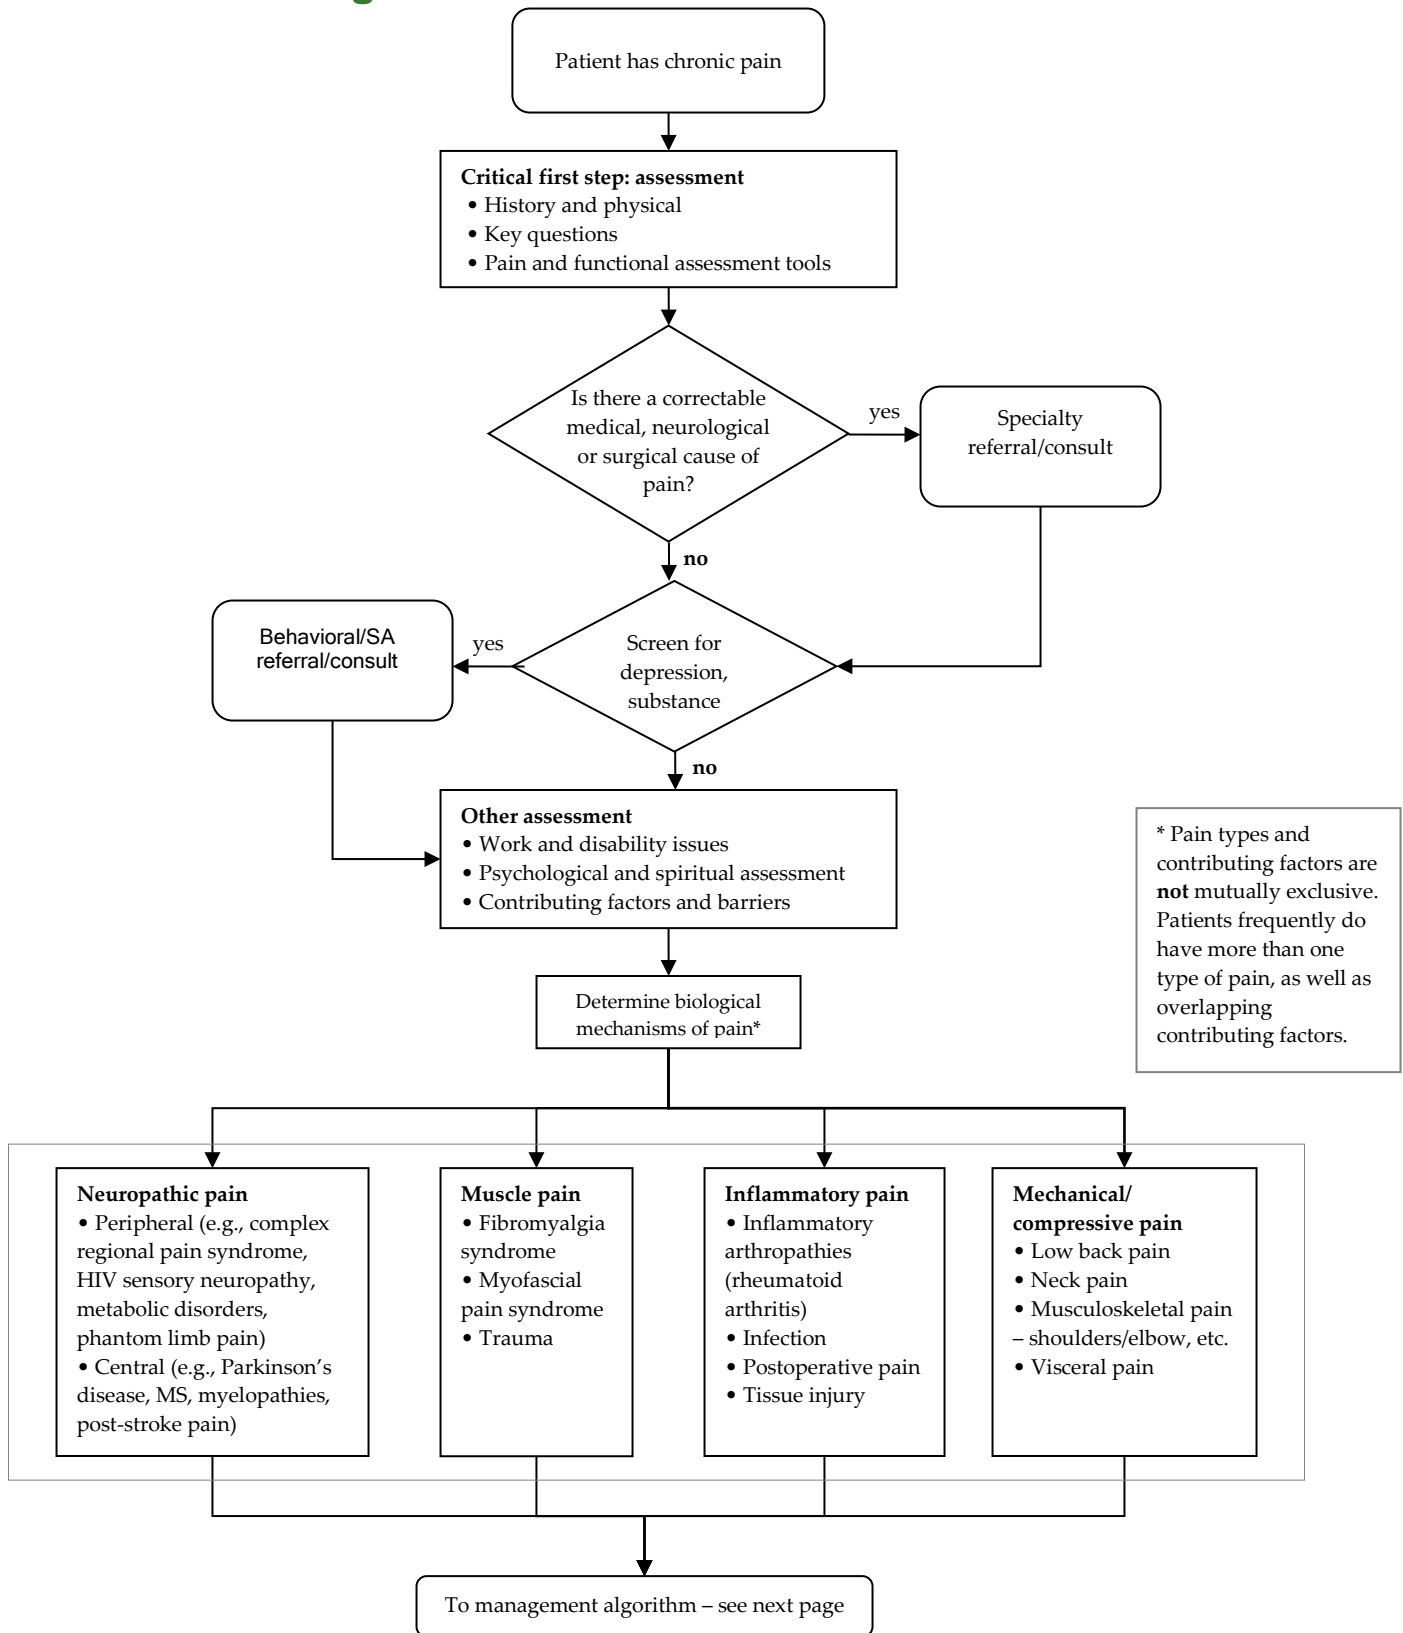 Patient has chronic pain
Critical first step: assessment
• History and physical
• Key questions
• Pain and functional assessment tools
Is there a correctable
medical, neurological
or surgical cause of
pain?
yes
Specialty
referral/consult
no
Behavioral/SA
referral/consult
yes
Screen for
depression,
substance
no
Other assessment
• Work and disability issues
• Psychological and spiritual assessment
• Contributing factors and barriers
* Pain types and
contributing factors are
not mutually exclusive.
Patients frequently do
have more than one
type of pain, as well as
overlapping
contributing factors.
Determine biological
mechanisms of pain*
Neuropathic pain
• Peripheral (e.g., complex
regional pain syndrome,
HIV sensory neuropathy,
metabolic disorders,
phantom limb pain)
• Central (e.g., Parkinson’s
disease, MS, myelopathies,
post-stroke pain)
Muscle pain
• Fibromyalgia
syndrome
• Myofascial
pain syndrome
• Trauma
Inflammatory pain
• Inflammatory
arthropathies
(rheumatoid
arthritis)
• Infection
• Postoperative pain
• Tissue injury
Mechanical/
compressive pain
• Low back pain
• Neck pain
• Musculoskeletal pain
– shoulders/elbow, etc.
• Visceral pain
To management algorithm – see next page